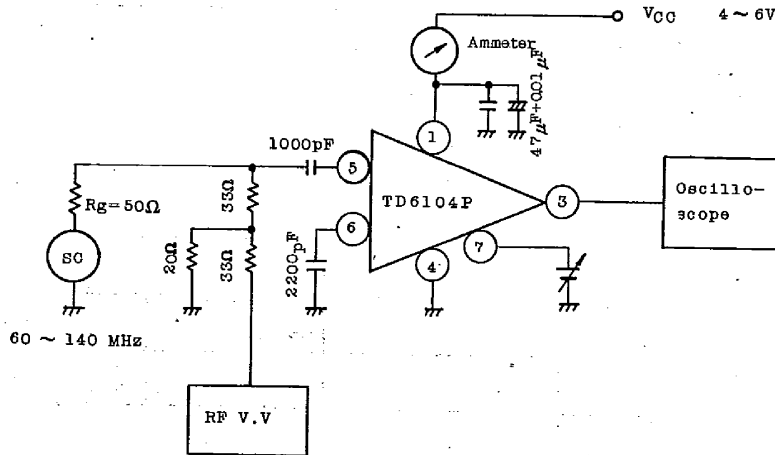 VCC 4 ~ 6V
Ammeter
47μF+0.01μF
1
1000pF
5
33Ω
Rg=50Ω
TD6104P
3
Oscillo-
scope
6
7
20Ω
33Ω
2200pF
SG
4
60 ~ 140 MHz
RF V.V